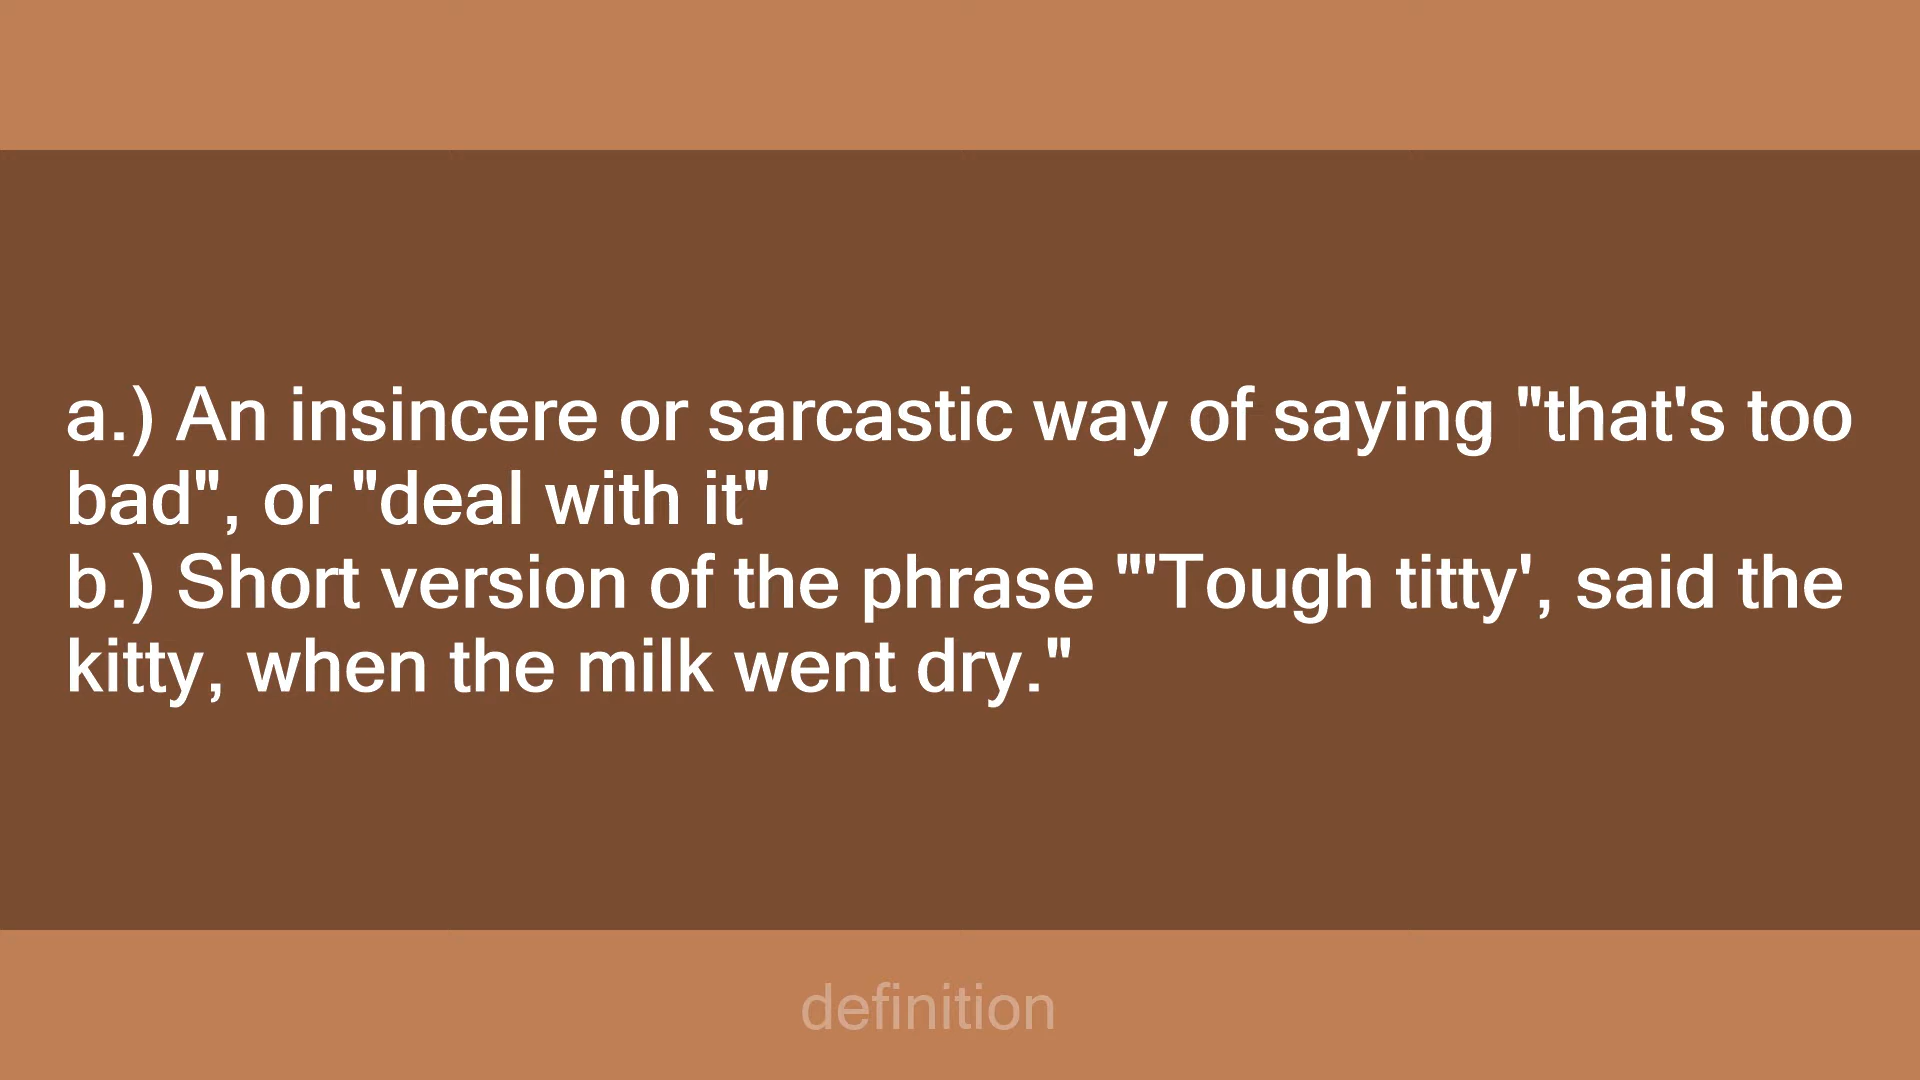 a.) An insincere or sarcastic way of saying "that's too
bad", or "deal with it"
b.) Short version of the phrase "'Tough titty', said the
kitty, when the milk went dry."
definition